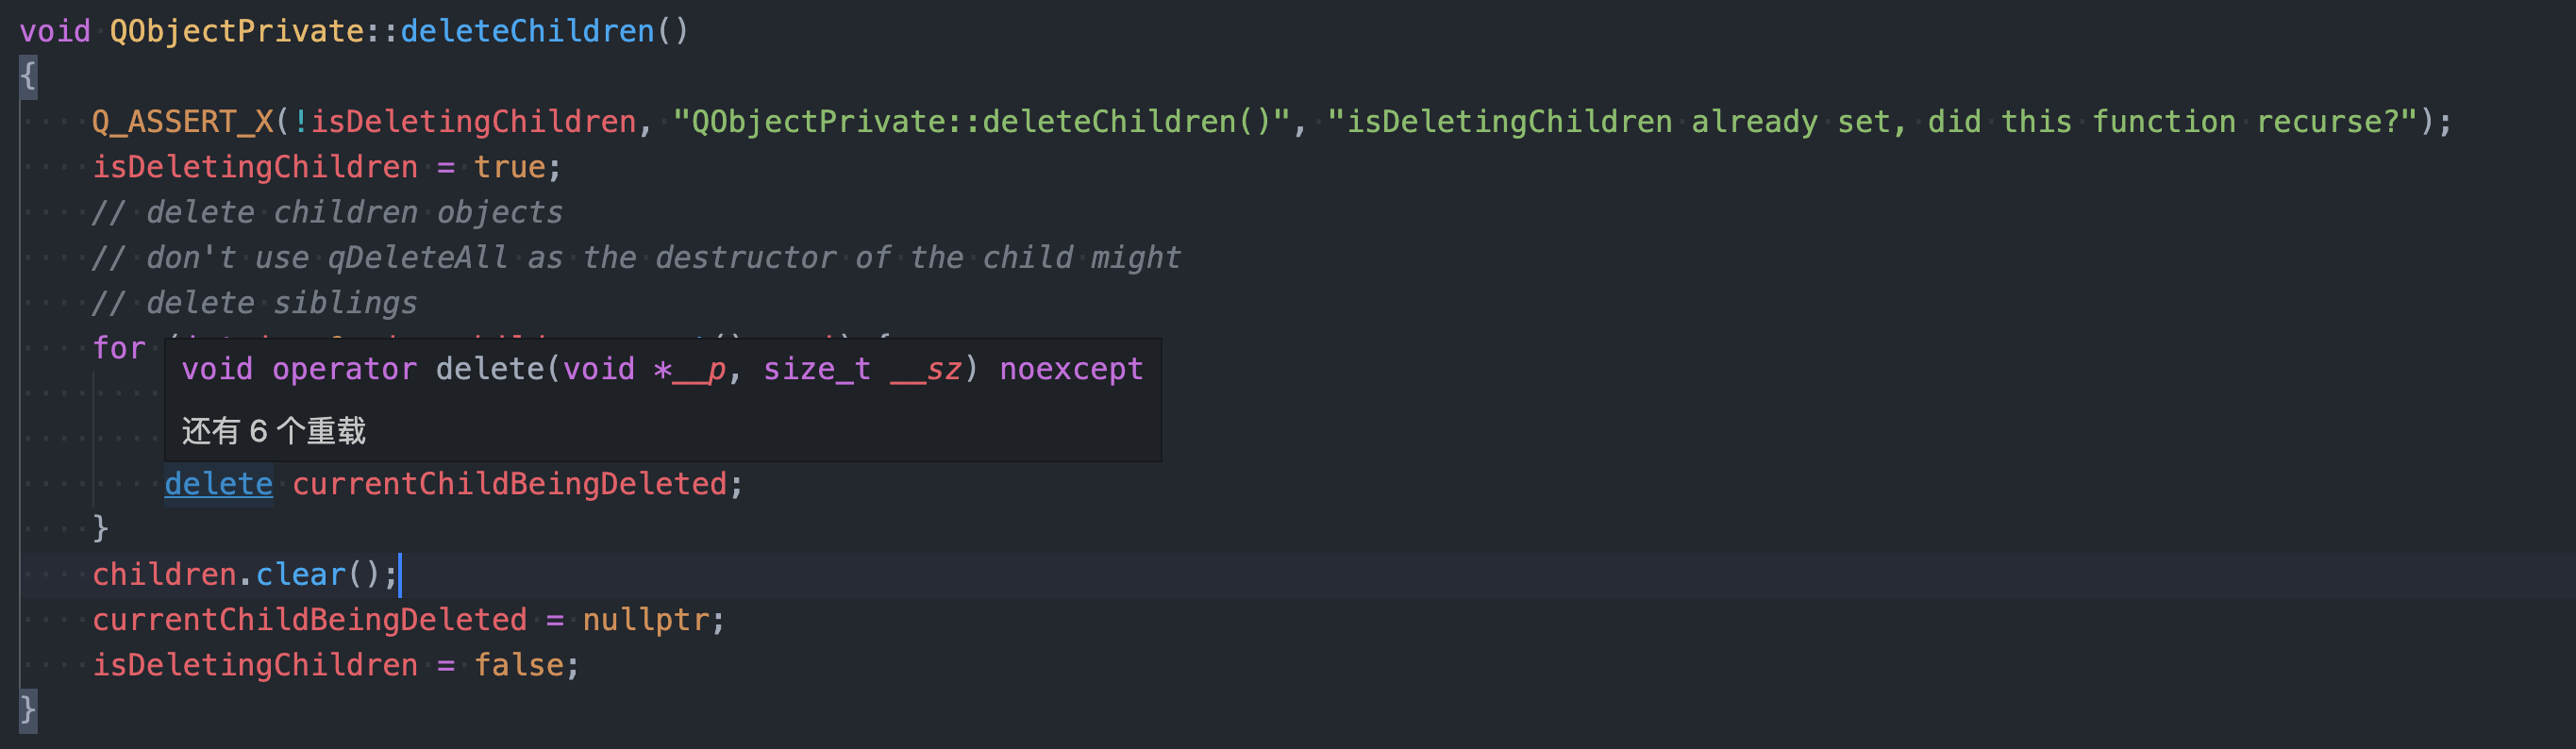 void QObjectPrivate::deleteChildren()
{
Q_ASSERT_X(!isDeletingChildren, "QObjectPrivate::deleteChildren()", "isDeletingChildren already set, did this function recurse?");
isDeletingChildren = true;
// delete children objects
// don't use qDeleteAll as the destructor of the child might
// delete siblings
for
void operator delete(void *__p, size_t __sz) noexcept
还有 6 个重载
delete currentChildBeingDeleted;
}
children.clear();
currentChildBeingDeleted = nullptr;
isDeletingChildren = false;
}